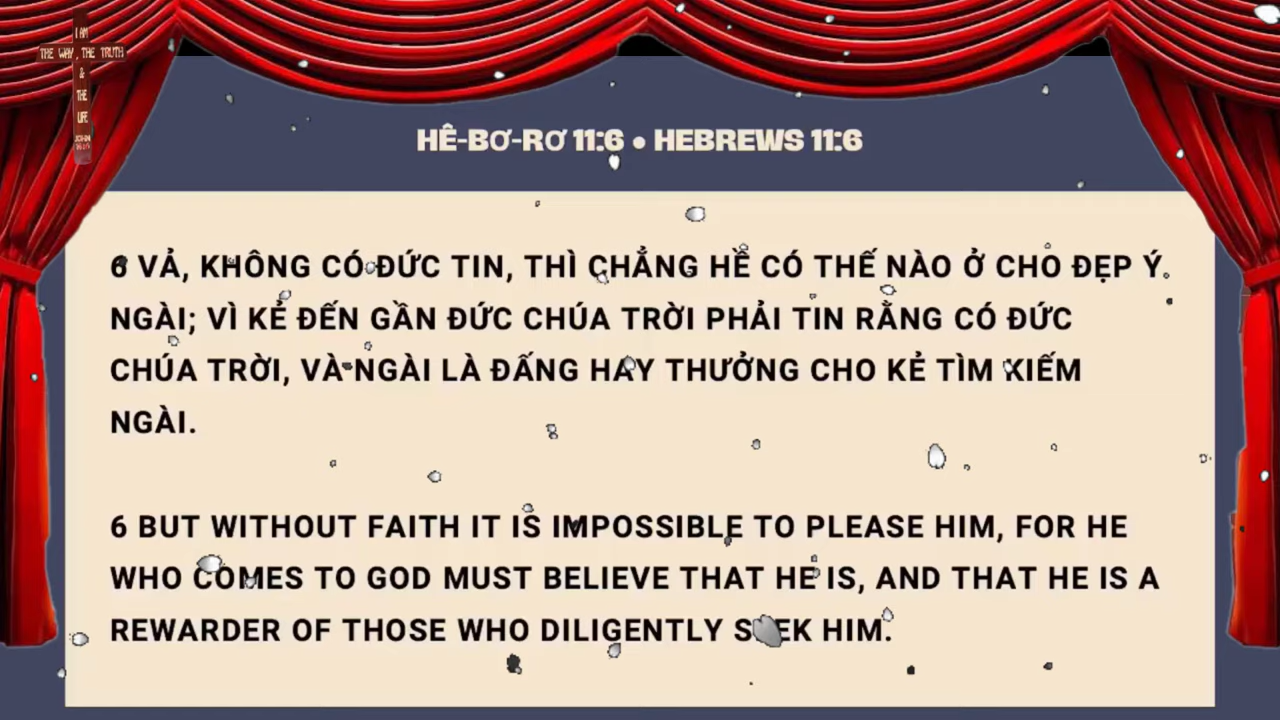 I AM
THE WAY, THE TRUTH
&
THE
LIFE
HÊ-BƠ-RƠ 11:6 ● HEBREWS 11:6
6 VẢ, KHÔNG CÓ ĐỨC TIN, THÌ CHẲNG HỀ CÓ THẾ NÀO Ở CHO ĐẸP Ý
NGÀI; VÌ KẺ ĐẾN GẦN ĐỨC CHÚA TRỜI PHẢI TIN RẰNG CÓ ĐỨC
CHÚA TRỜI, VÀ NGÀI LÀ ĐẤNG HAY THƯỞNG CHO KẺ TÌM KIẾM
NGÀI.
6 BUT WITHOUT FAITH IT IS IMPOSSIBLE TO PLEASE HIM, FOR HE
WHO COMES TO GOD MUST BELIEVE THAT HE IS, AND THAT HE IS A
REWARDER OF THOSE WHO DILIGENTLY SEEK HIM.